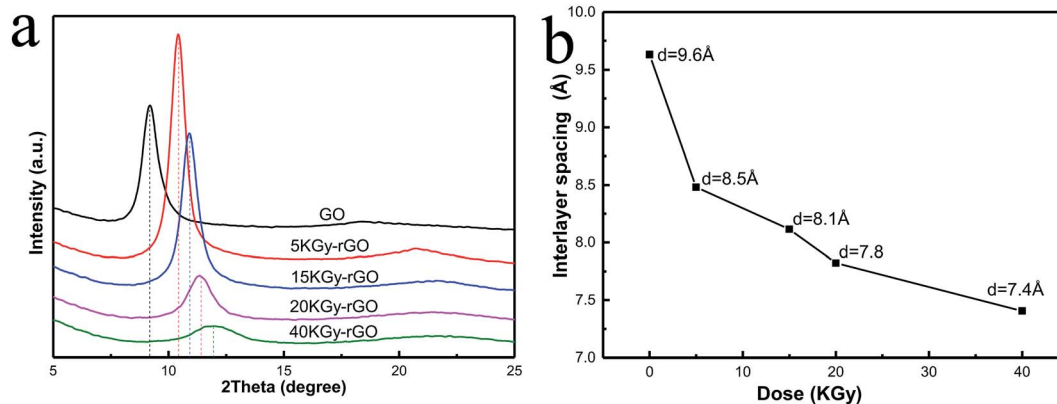 a
Intensity (a.u.)
GO
5KGy-rGO
15KGy-rGO
20KGy-rGO
40KGy-rGO
5
10
15
20
25
2Theta (degree)
b
Interlayer spacing (Å)
10.0
9.5
9.0
8.5
8.0
7.5
7.0
d=9.6Å
d=8.5Å
d=8.1Å
d=7.8
d=7.4Å
0
10
20
30
40
Dose (KGy)